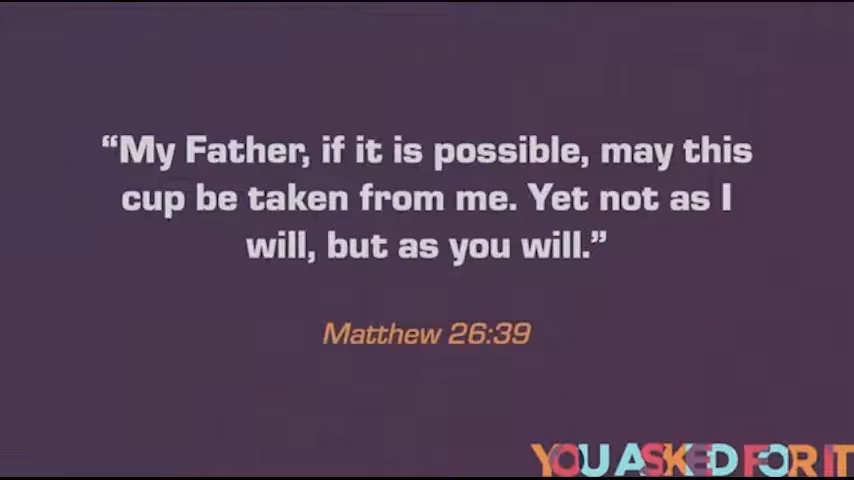 “My Father, if it is possible, may this
cup be taken from me. Yet not as I
will, but as you will.”
Matthew 26:39
YOU ASKED FOR IT